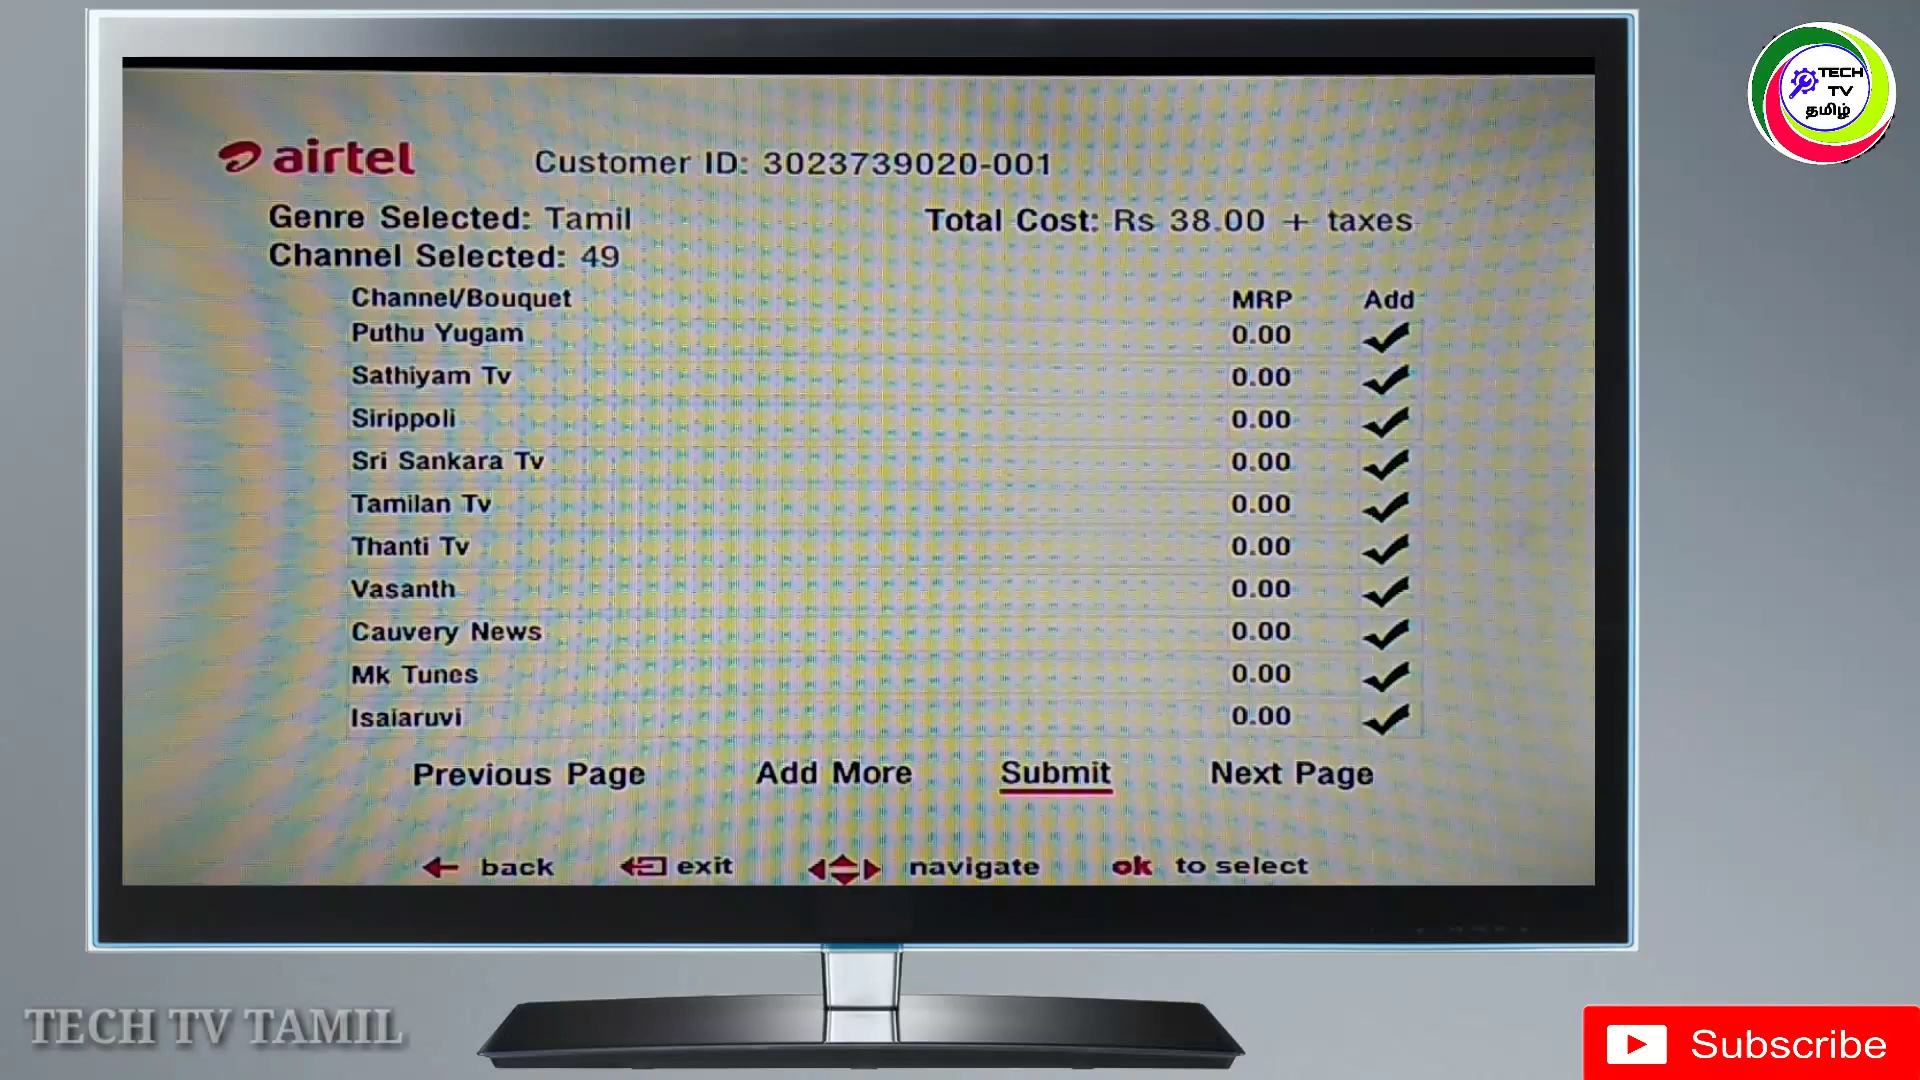 TECH
TV
தமிழ்
airtel
Customer ID: 3023739020-001
Genre Selected: Tamil
Total Cost: Rs 38.00 + taxes
Channel Selected: 49
Channel/Bouquet MRP Add
Puthu Yugam 0.00
Sathiyam Tv 0.00
Sirippoli 0.00
Sri Sankara Tv 0.00
Tamilan Tv 0.00
Thanti Tv 0.00
Vasanth 0.00
Cauvery News 0.00
Mk Tunes 0.00
Isaiaruvi 0.00
Previous Page Add More Submit Next Page
back exit navigate ok to select
TECH TV TAMIL
Subscribe